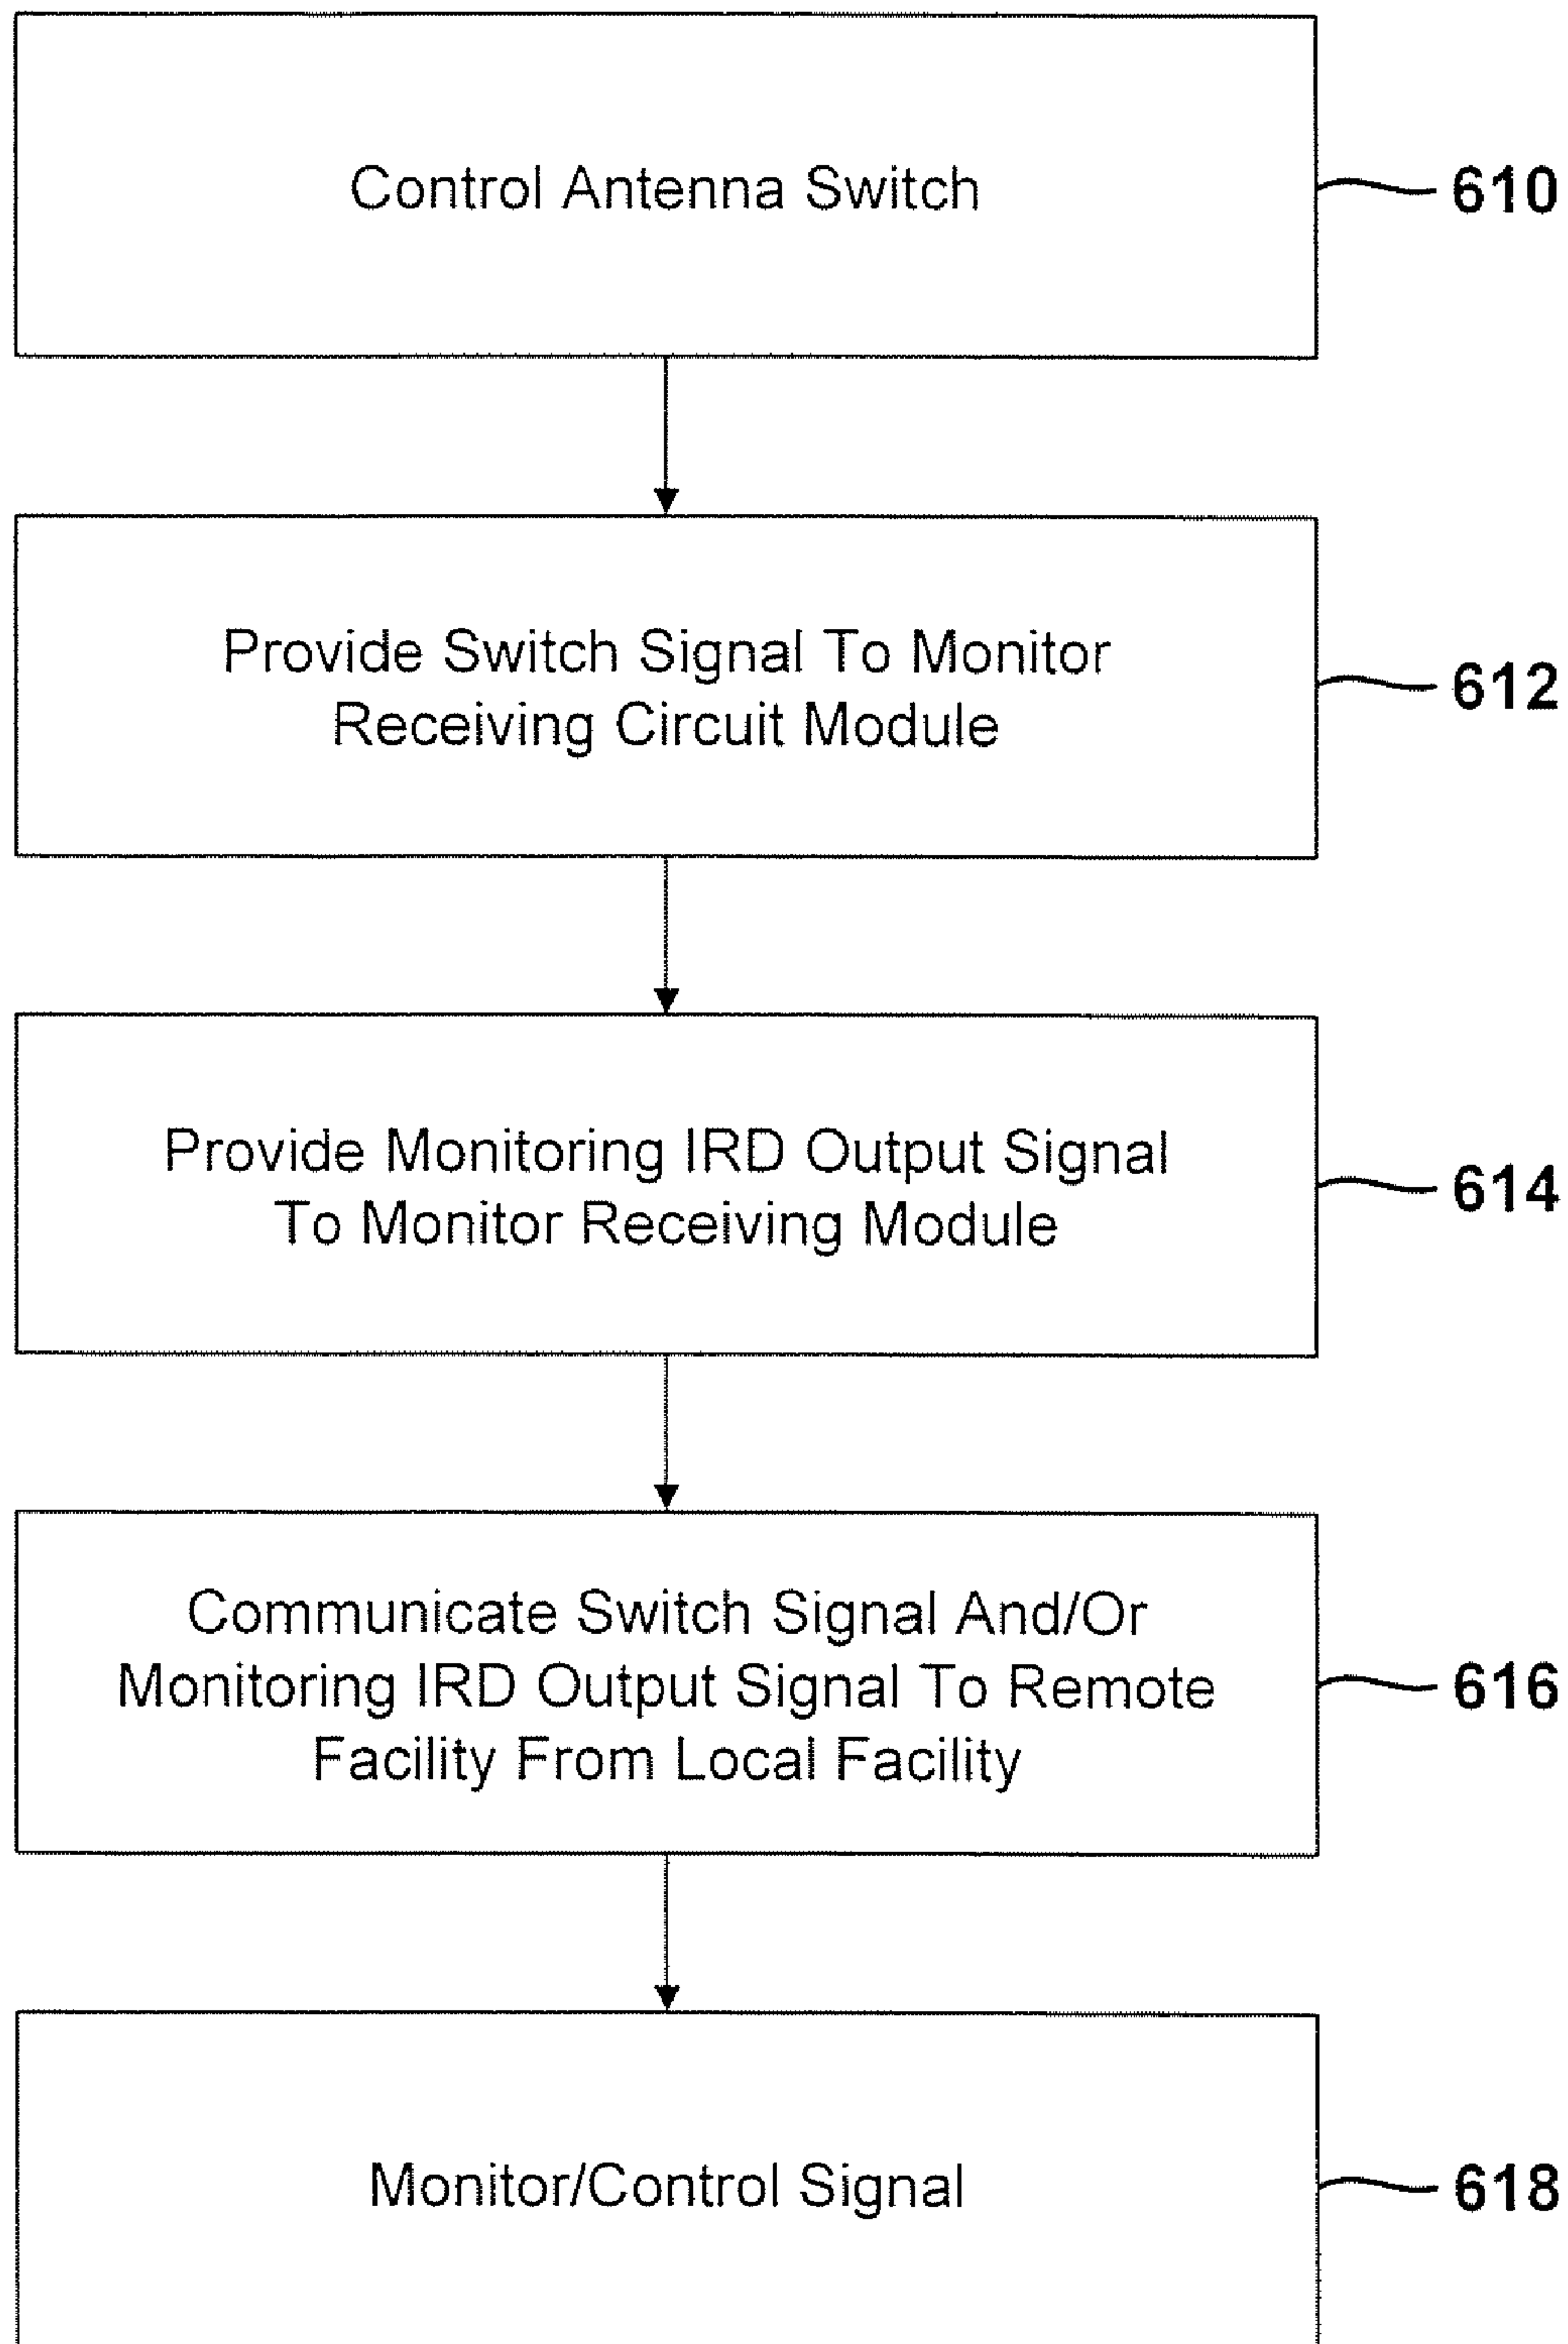 Control Antenna Switch
610
Provide Switch Signal To Monitor
Receiving Circuit Module
612
Provide Monitoring IRD Output Signal
To Monitor Receiving Module
614
Communicate Switch Signal And/Or
Monitoring IRD Output Signal To Remote
Facility From Local Facility
616
Monitor/Control Signal
618